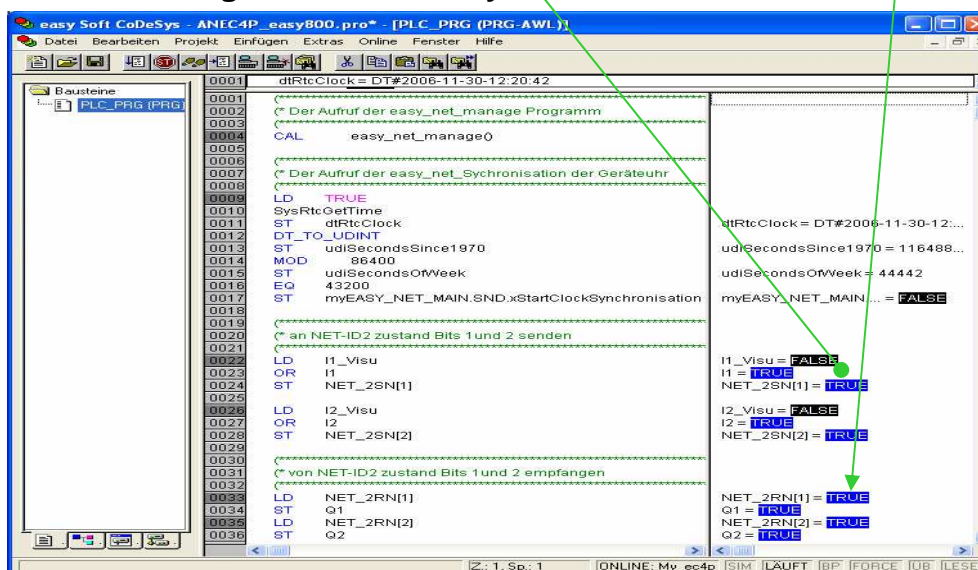 easy Soft CoDeSys - ANEC4P_easy800.pro* - [PLC_PRG (PRG-AWL)]
Datei Bearbeiten Projekt Einfügen Extras Online Fenster Hilfe
Bausteine
PLC_PRG (PRG)
0001 dtRtcClock = DT#2006-11-30-12:20:42
0001 (*******************************************************************
0002 (* Der Aufruf der easy_net_manage Programm
0003 (*******************************************************************
0004 CAL easy_net_manage()
0005
0006 (*******************************************************************
0007 (* Der Aufruf der easy_net_Sychronisation der Geräteuhr
0008 (*******************************************************************
0009 LD TRUE
0010 SysRtcGetTime
0011 ST dtRtcClock dtRtcClock = DT#2006-11-30-12:...
0012 DT_TO_UDINT
0013 ST udiSecondsSince1970 udiSecondsSince1970 = 116488...
0014 MOD 86400
0015 ST udiSecondsOfWeek udiSecondsOfWeek = 44442
0016 EQ 43200
0017 ST myEASY_NET_MAIN.SND.xStartClockSynchronisation myEASY_NET_MAIN.... = FALSE
0018
0019
0020 (* an NET-ID2 zustand Bits 1und 2 senden
0021 (*******************************************************************
0022 LD I1_Visu I1_Visu = FALSE
0023 OR I1 I1 = TRUE
0024 ST NET_2SN[1] NET_2SN[1] = TRUE
0025
0026 LD I2_Visu I2_Visu = FALSE
0027 OR I2 I2 = TRUE
0028 ST NET_2SN[2] NET_2SN[2] = TRUE
0029
0030
0031 (* von NET-ID2 zustand Bits 1und 2 empfangen
0032 (*******************************************************************
0033 LD NET_2RN[1] NET_2RN[1] = TRUE
0034 ST Q1 Q1 = TRUE
0035 LD NET_2RN[2] NET_2RN[2] = TRUE
0036 ST Q2 Q2 = TRUE
Z.: 1, Sp.: 1 ONLINE: My_ec4p SIM LÄUFT BP FORCE ÜB LESE